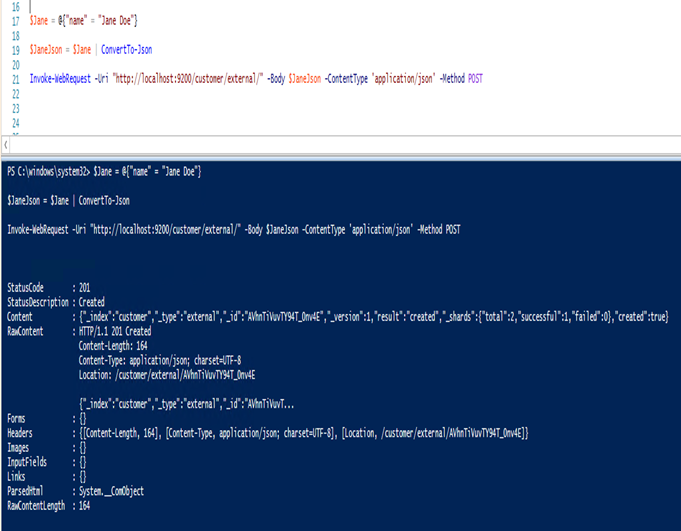 16
17 $Jane = @{"name" = "Jane Doe"}
18
19 $JaneJson = $Jane | ConvertTo-Json
20
21 Invoke-WebRequest -Uri "http://localhost:9200/customer/external/" -Body $JaneJson -ContentType 'application/json' -Method POST
22
23
24
PS C:\windows\system32> $Jane = @{"name" = "Jane Doe"}
$JaneJson = $Jane | ConvertTo-Json
Invoke-WebRequest -Uri "http://localhost:9200/customer/external/" -Body $JaneJson -ContentType 'application/json' -Method POST
StatusCode : 201
StatusDescription : Created
Content : {"_index":"customer","_type":"external","_id":"AVhnTiVuvTY94T_0nv4E","_version":1,"result":"created","_shards":{"total":2,"successful":1,"failed":0},"created":true}
RawContent : HTTP/1.1 201 Created
Content-Length: 164
Content-Type: application/json; charset=UTF-8
Location: /customer/external/AVhnTiVuvTY94T_0nv4E
{"_index":"customer","_type":"external","_id":"AVhnTiVuvT...
Forms : {}
Headers : {[Content-Length, 164], [Content-Type, application/json; charset=UTF-8], [Location, /customer/external/AVhnTiVuvTY94T_0nv4E]}
Images : {}
InputFields : {}
Links : {}
ParsedHtml : System.__ComObject
RawContentLength : 164